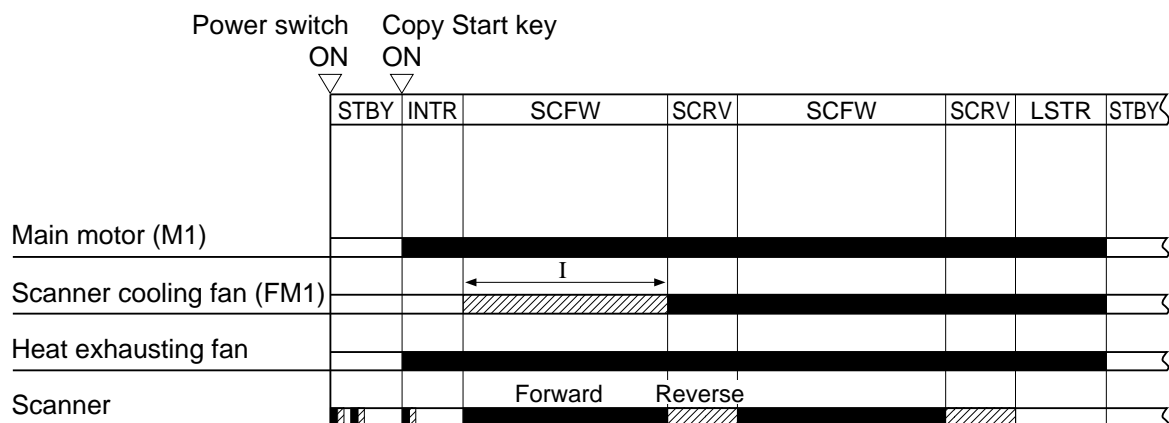 Power switch Copy Start key
ON ON
STBY INTR SCFW SCRV SCFW SCRV LSTR STBY
Main motor (M1)
I
Scanner cooling fan (FM1)
Heat exhausting fan
Forward Reverse
Scanner